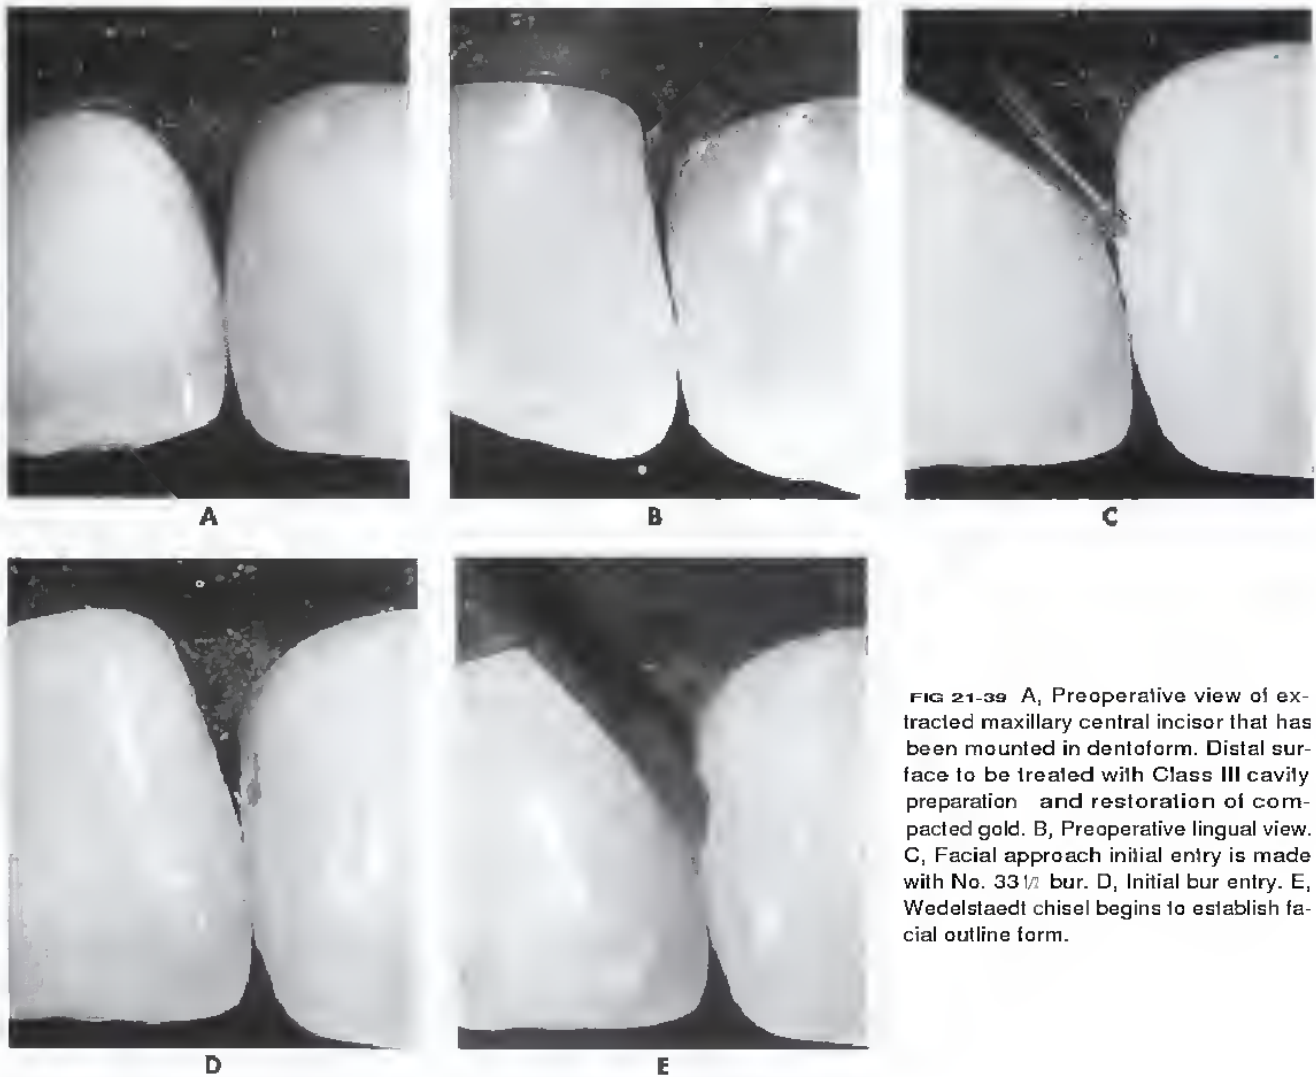 A
B
C
D
E
FIG 21-39 A, Preoperative view of ex-
tracted maxillary central incisor that has
been mounted in dentoform. Distal sur-
face to be treated with Class III cavity
preparation and restoration of com-
pacted gold. B, Preoperative lingual view.
C, Facial approach initial entry is made
with No. 33 1/2 bur. D, Initial bur entry. E,
Wedelstaedt chisel begins to establish fa-
cial outline form.